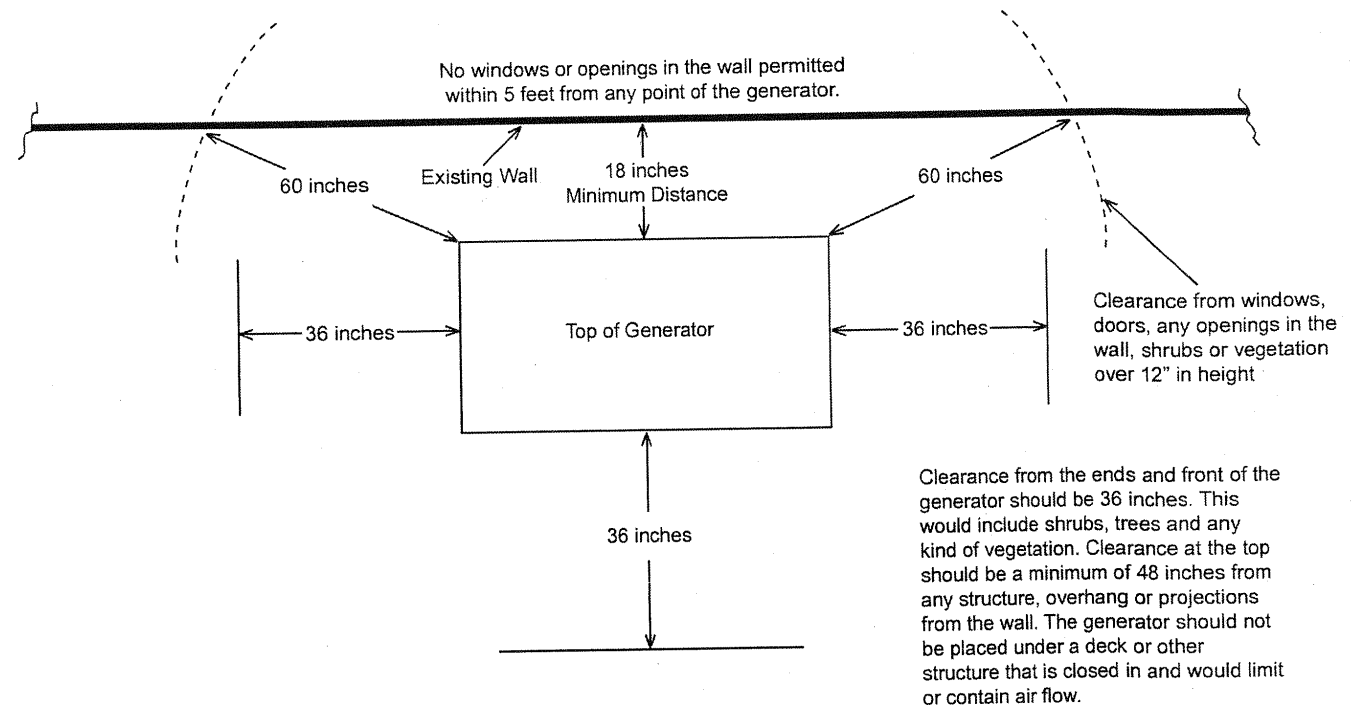 No windows or openings in the wall permitted
within 5 feet from any point of the generator.
60 inches
Existing Wall
18 inches
Minimum Distance
60 inches
36 inches
Top of Generator
36 inches
Clearance from windows,
doors, any openings in the
wall, shrubs or vegetation
over 12" in height
36 inches
Clearance from the ends and front of the
generator should be 36 inches. This
would include shrubs, trees and any
kind of vegetation. Clearance at the top
should be a minimum of 48 inches from
any structure, overhang or projections
from the wall. The generator should not
be placed under a deck or other
structure that is closed in and would limit
or contain air flow.